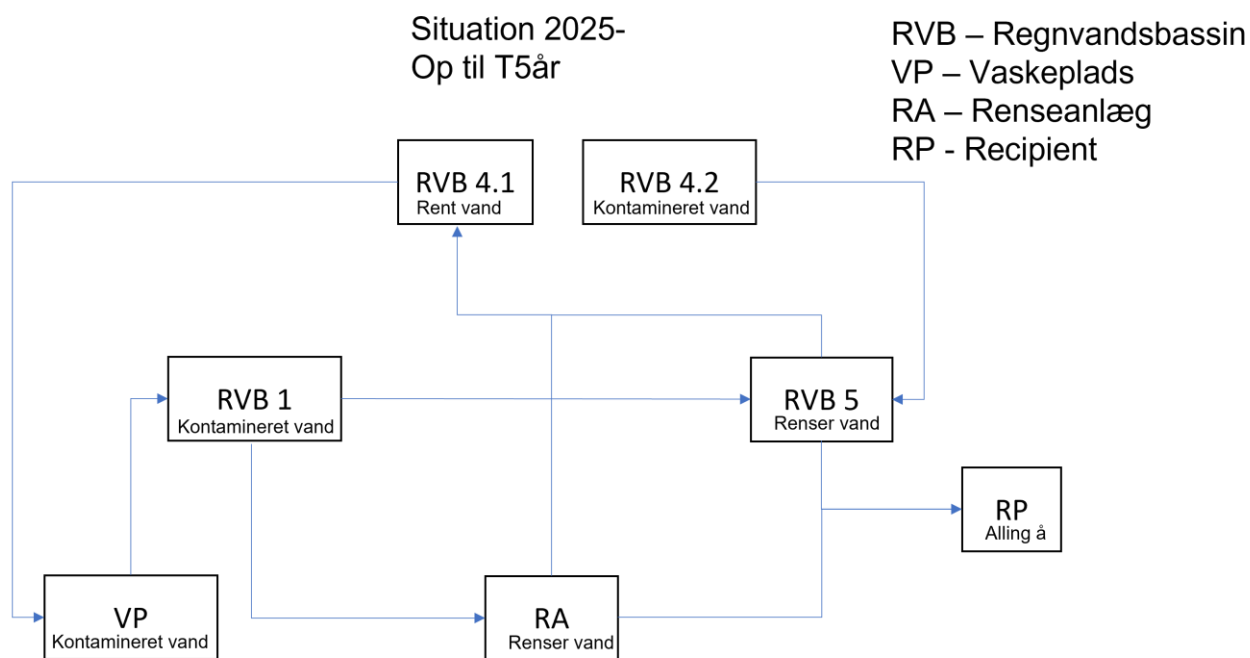 Situation 2025-
Op til T5år
RVB – Regnvandsbassin
VP – Vaskeplads
RA – Renseanlæg
RP - Recipient
RVB 4.1
Rent vand
RVB 4.2
Kontamineret vand
RVB 1
Kontamineret vand
RVB 5
Renser vand
RP
Alling å
VP
Kontamineret vand
RA
Renser vand